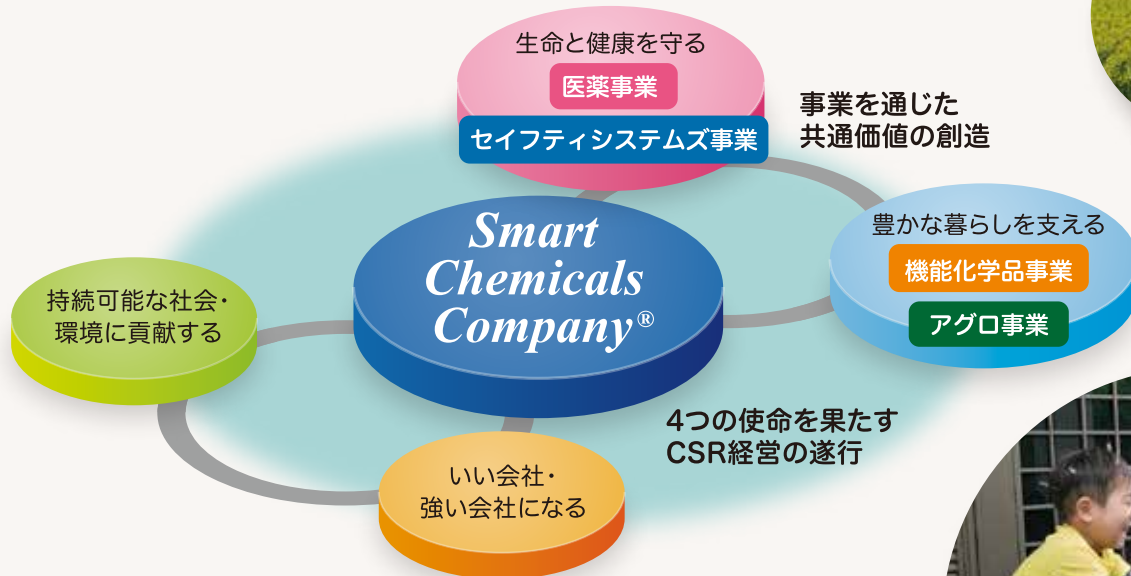 生命と健康を守る
医薬事業
セイフティシステムズ事業
事業を通じた
共通価値の創造
豊かな暮らしを支える
機能化学品事業
アグロ事業
Smart
Chemicals
Company®
持続可能な社会・
環境に貢献する
4つの使命を果たす
CSR経営の遂行
いい会社・
強い会社になる